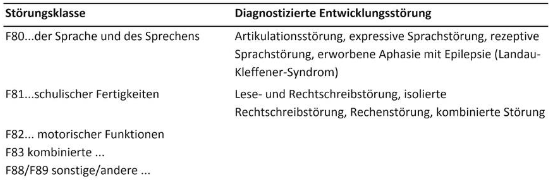 Störungsklasse Diagnostizierte Entwicklungsstörung
F80...der Sprache und des Sprechens Artikulationsstörung, expressive Sprachstörung, rezeptive
Sprachstörung, erworbene Aphasie mit Epilepsie (Landau-
Kleffener-Syndrom)
F81...schulischer Fertigkeiten Lese- und Rechtschreibstörung, isolierte
Rechtschreibstörung, Rechenstörung, kombinierte Störung
F82... motorischer Funktionen
F83 kombinierte ...
F88/F89 sonstige/andere ...